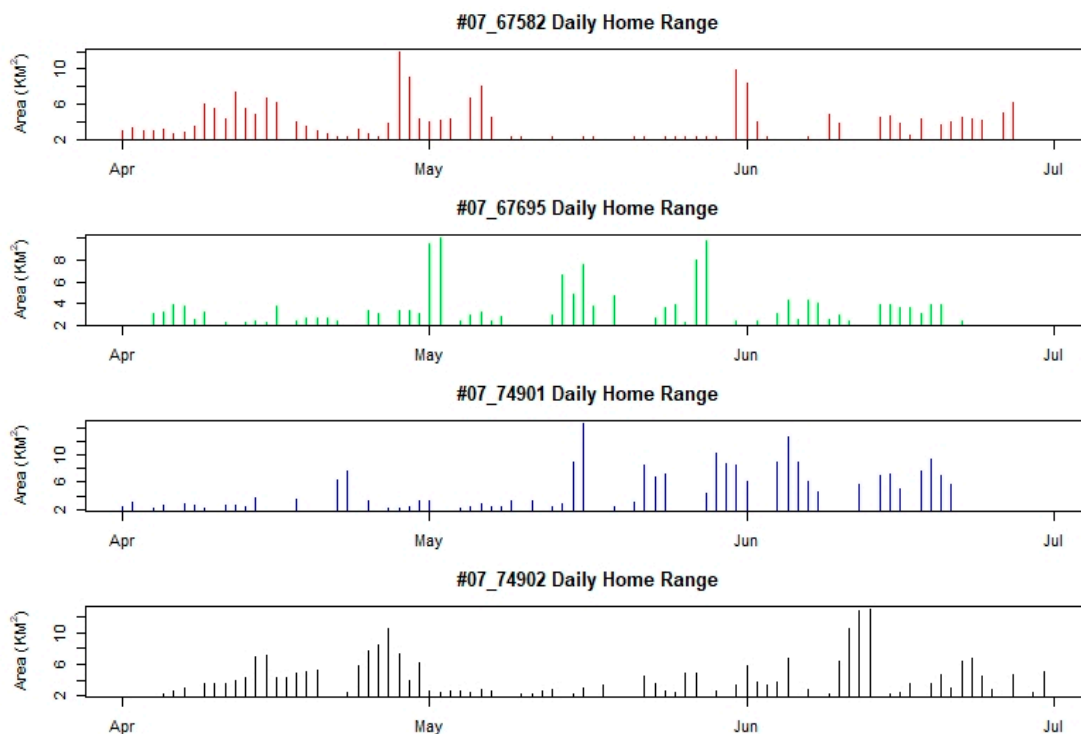 #07_67582 Daily Home Range
Area (KM²)
10
6
2
Apr May Jun Jul
#07_67695 Daily Home Range
Area (KM²)
8
6
4
2
Apr May Jun Jul
#07_74901 Daily Home Range
Area (KM²)
10
6
2
Apr May Jun Jul
#07_74902 Daily Home Range
Area (KM²)
10
6
2
Apr May Jun Jul